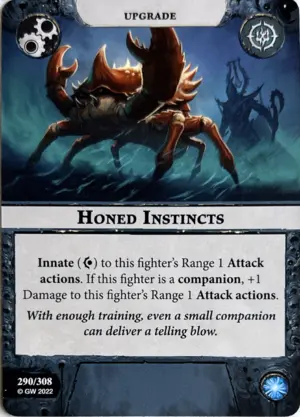 UPGRADE
HONED INSTINCTS
Innate () to this fighter's Range 1 Attack
actions. If this fighter is a companion, +1
Damage to this fighter's Range 1 Attack actions.
With enough training, even a small companion
can deliver a telling blow.
290/308
© GW 2022